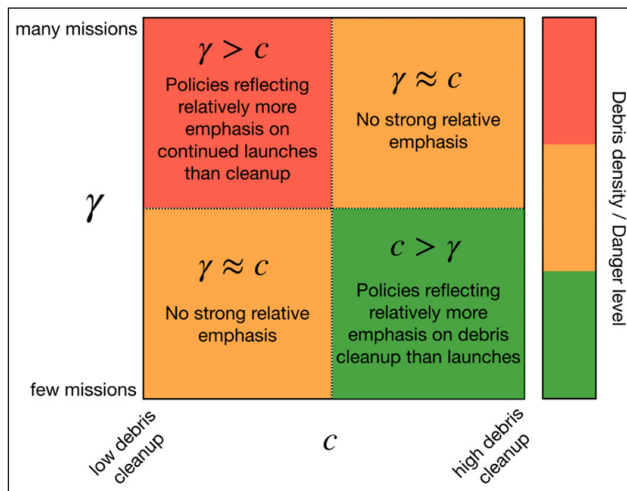 many missions
γ > c
Policies reflecting
relatively more
emphasis on
continued launches
than cleanup
γ ≈ c
No strong relative
emphasis
γ
γ ≈ c
No strong relative
emphasis
c > γ
Policies reflecting
relatively more
emphasis on debris
cleanup than launches
few missions
low debris
cleanup
c
high debris
cleanup
Debris density / Danger level